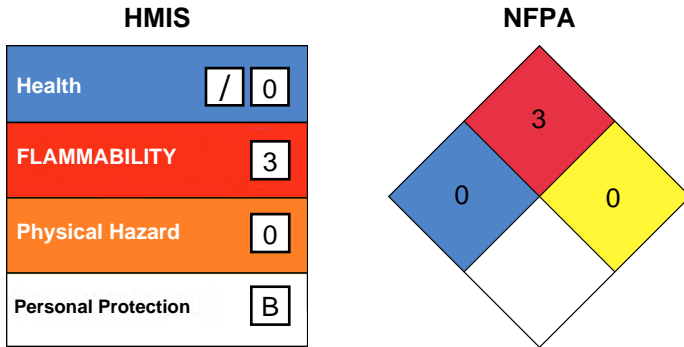 HMIS
Health / 0
FLAMMABILITY 3
Physical Hazard 0
Personal Protection B
NFPA
3
0 0